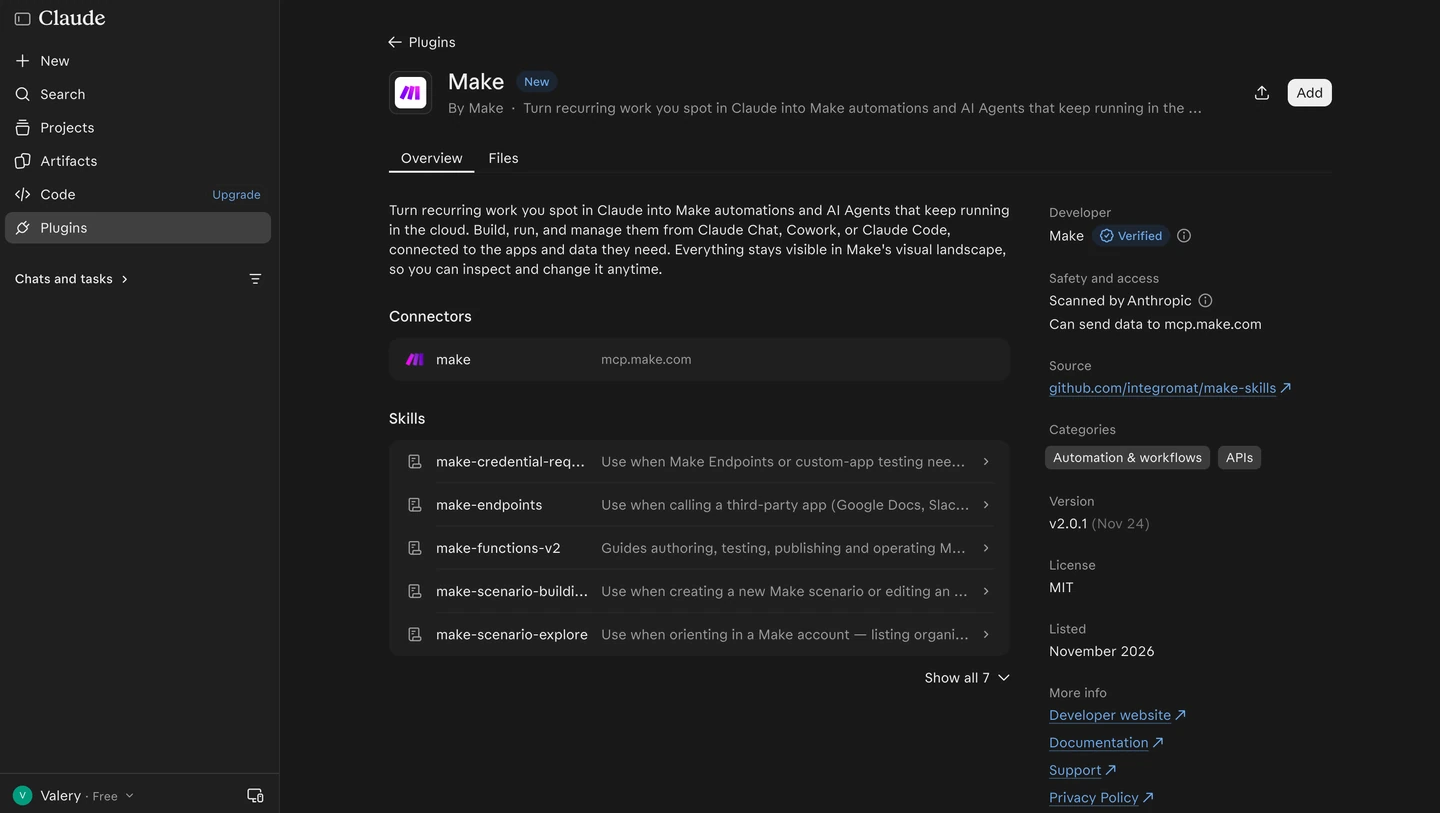 Claude
New
Search
Projects
Artifacts
Code Upgrade
Plugins
Chats and tasks
V Valery · Free
Plugins
Make New
By Make · Turn recurring work you spot in Claude into Make automations and AI Agents that keep running in the ...
Add
Overview Files
Turn recurring work you spot in Claude into Make automations and AI Agents that keep running
in the cloud. Build, run, and manage them from Claude Chat, Cowork, or Claude Code,
connected to the apps and data they need. Everything stays visible in Make's visual landscape,
so you can inspect and change it anytime.
Connectors
make mcp.make.com
Skills
make-credential-req... Use when Make Endpoints or custom-app testing nee...
make-endpoints Use when calling a third-party app (Google Docs, Slac...
make-functions-v2 Guides authoring, testing, publishing and operating M...
make-scenario-buildi... Use when creating a new Make scenario or editing an ...
make-scenario-explore Use when orienting in a Make account — listing organi...
Show all 7
Developer
Make Verified
Safety and access
Scanned by Anthropic
Can send data to mcp.make.com
Source
github.com/integromat/make-skills
Categories
Automation & workflows APIs
Version
v2.0.1 (Nov 24)
License
MIT
Listed
November 2026
More info
Developer website
Documentation
Support
Privacy Policy